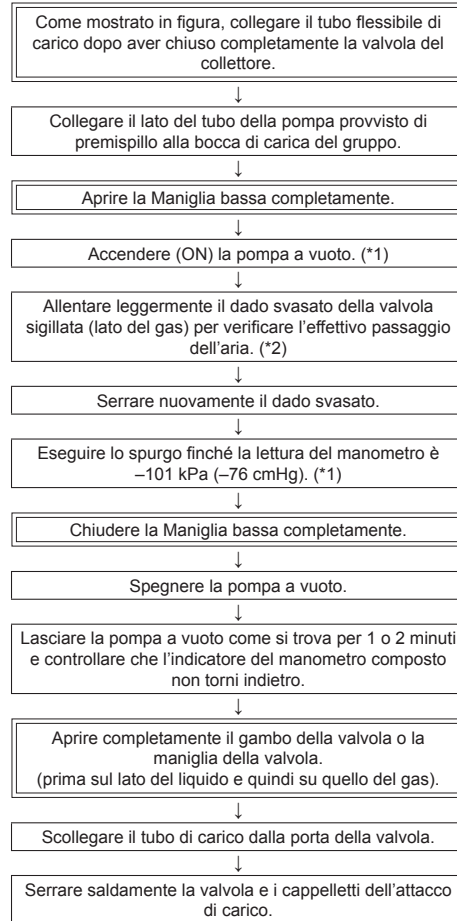 Come mostrato in figura, collegare il tubo flessibile di
carico dopo aver chiuso completamente la valvola del
collettore.
↓
Collegare il lato del tubo della pompa provvisto di
premispillo alla bocca di carica del gruppo.
↓
Aprire la Maniglia bassa completamente.
↓
Accendere (ON) la pompa a vuoto. (*1)
↓
Allentare leggermente il dado svasato della valvola
sigillata (lato del gas) per verificare l’effettivo passaggio
dell’aria. (*2)
↓
Serrare nuovamente il dado svasato.
↓
Eseguire lo spurgo finché la lettura del manometro è
–101 kPa (–76 cmHg). (*1)
↓
Chiudere la Maniglia bassa completamente.
↓
Spegnere la pompa a vuoto.
↓
Lasciare la pompa a vuoto come si trova per 1 o 2 minuti
e controllare che l’indicatore del manometro composto
non torni indietro.
↓
Aprire completamente il gambo della valvola o la
maniglia della valvola.
(prima sul lato del liquido e quindi su quello del gas).
↓
Scollegare il tubo di carico dalla porta della valvola.
↓
Serrare saldamente la valvola e i cappelletti dell’attacco
di carico.